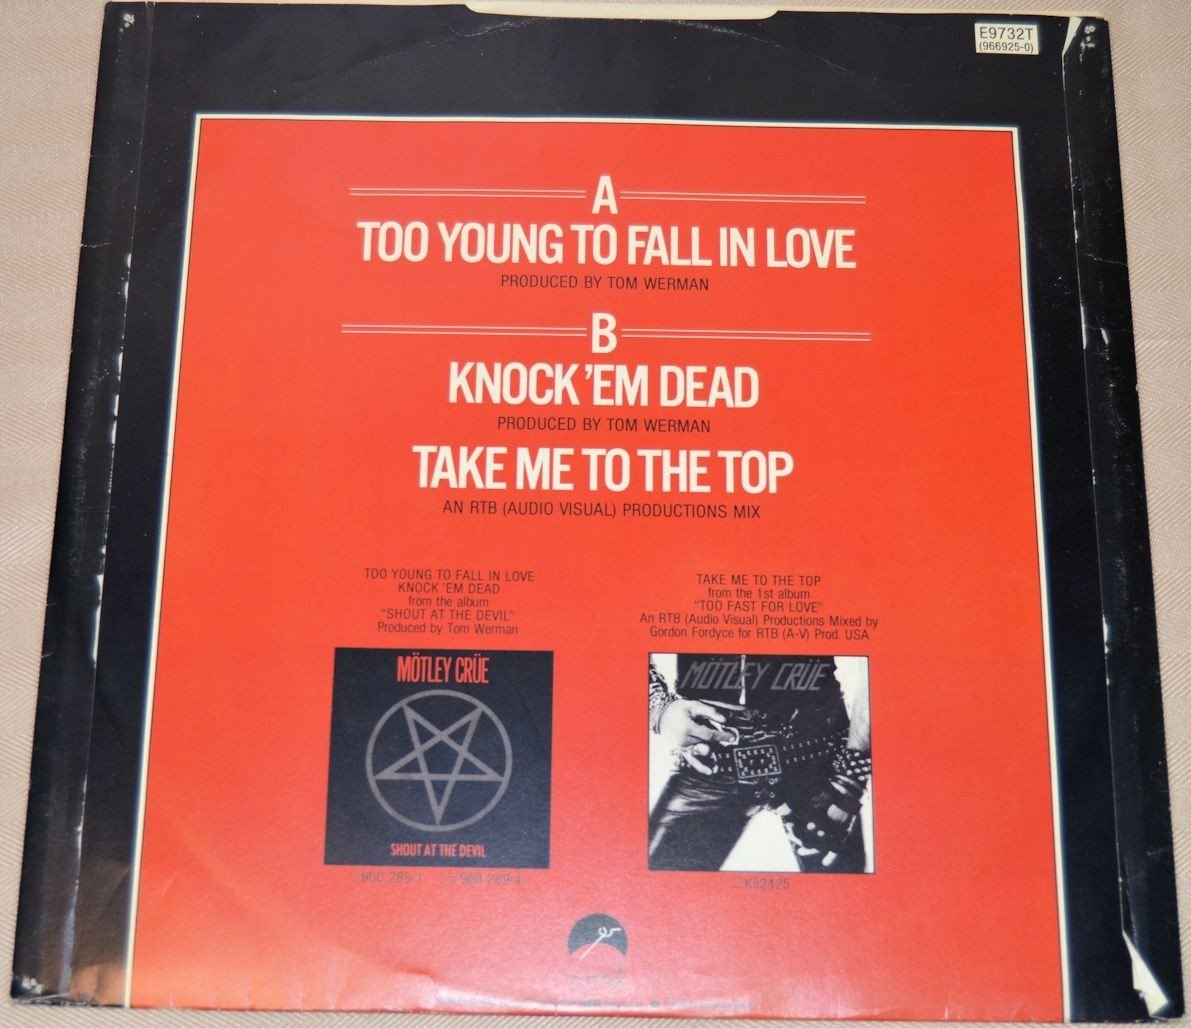 E9732T
(966925-0)
A
TOO YOUNG TO FALL IN LOVE
PRODUCED BY TOM WERMAN
B
KNOCK 'EM DEAD
PRODUCED BY TOM WERMAN
TAKE ME TO THE TOP
AN RTB (AUDIO VISUAL) PRODUCTIONS MIX
TOO YOUNG TO FALL IN LOVE
KNOCK 'EM DEAD
from the album
"SHOUT AT THE DEVIL"
Produced by Tom Werman
TAKE ME TO THE TOP
from the 1st album
"TOO FAST FOR LOVE"
An RTB (Audio Visual) Productions Mixed by
Gordon Fordyce for RTB (A-V) Prod. USA
MÖTLEY CRÜE
SHOUT AT THE DEVIL
MÖTLEY CRÜE
960 289-1 960 289-4
K52425